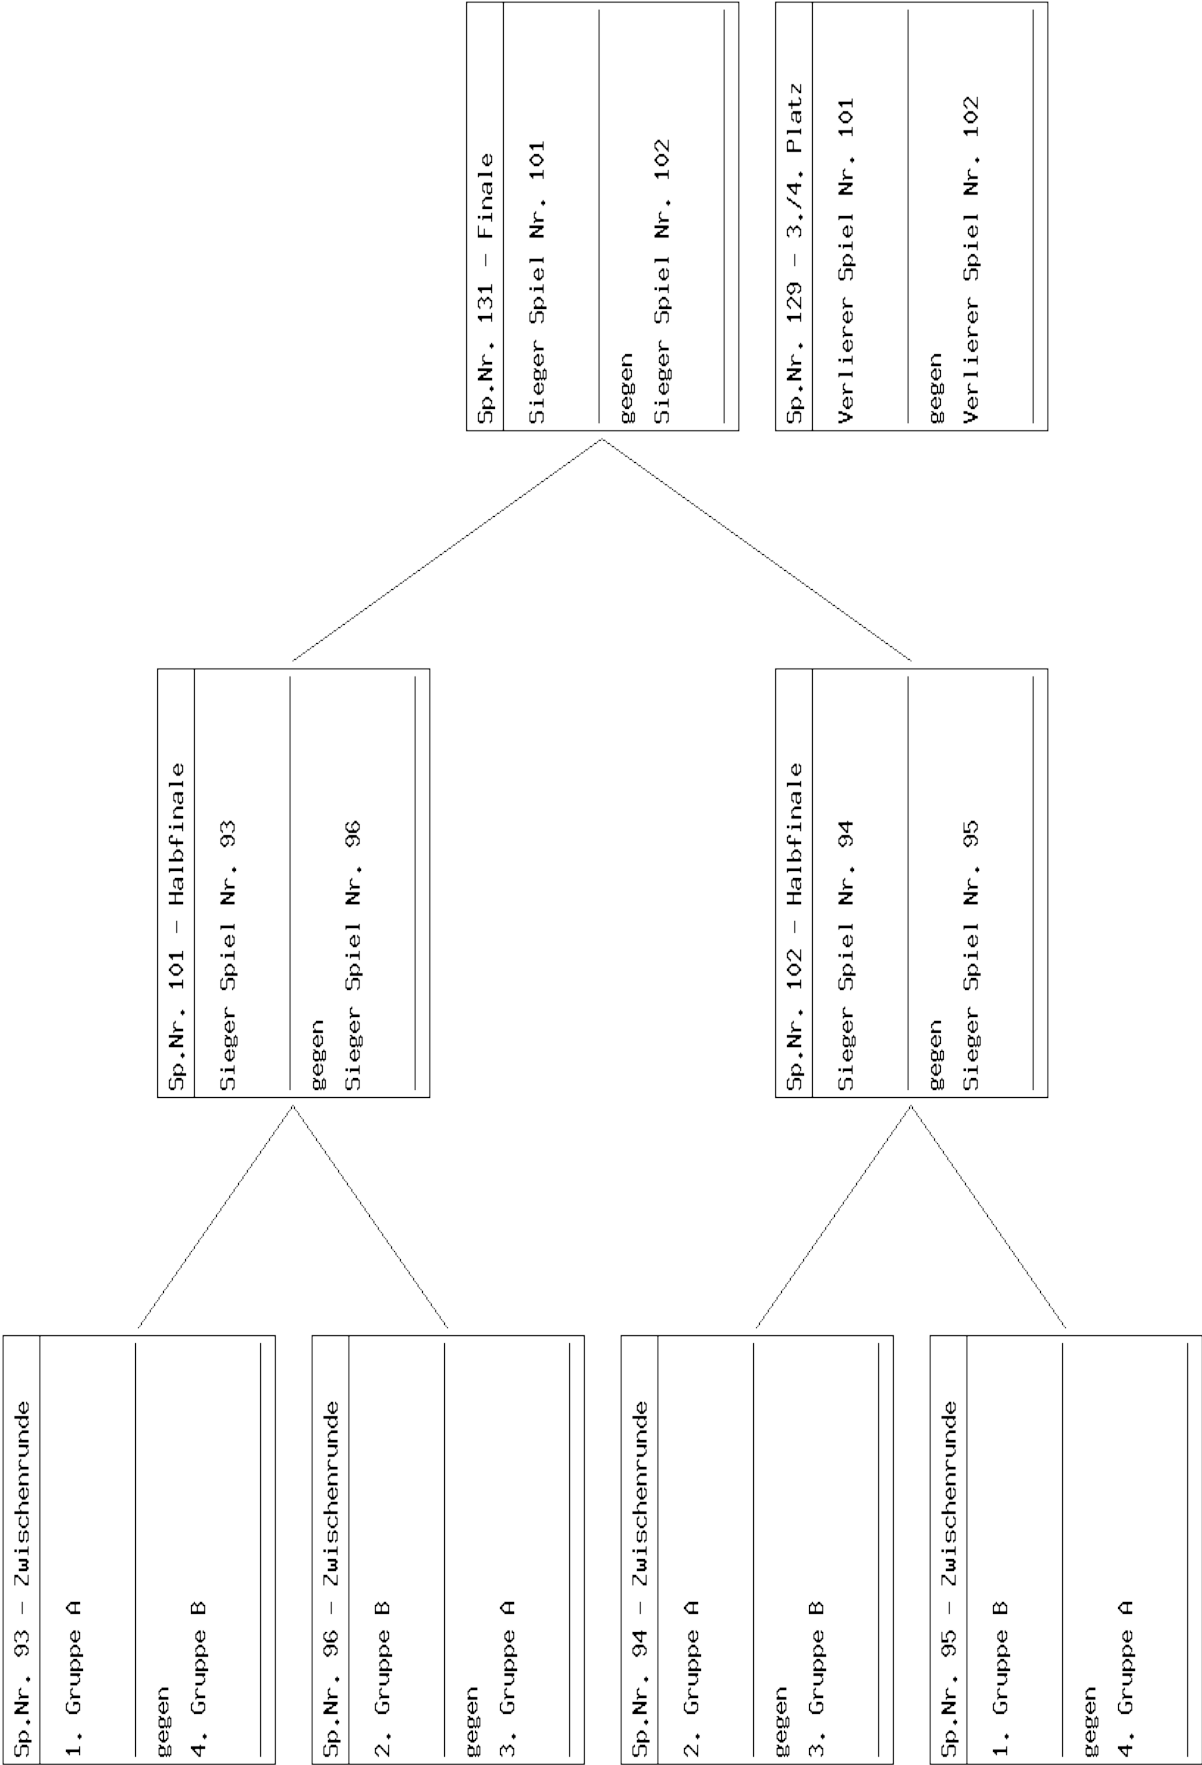 Sp.Nr. 93 - Zwischenrunde
1. Gruppe A
gegen
4. Gruppe B
Sp.Nr. 96 - Zwischenrunde
2. Gruppe B
gegen
3. Gruppe A
Sp.Nr. 94 - Zwischenrunde
2. Gruppe A
gegen
3. Gruppe B
Sp.Nr. 95 - Zwischenrunde
1. Gruppe B
gegen
4. Gruppe A
Sp.Nr. 101 - Halbfinale
Sieger Spiel Nr. 93
gegen
Sieger Spiel Nr. 96
Sp.Nr. 102 - Halbfinale
Sieger Spiel Nr. 94
gegen
Sieger Spiel Nr. 95
Sp.Nr. 131 - Finale
Sieger Spiel Nr. 101
gegen
Sieger Spiel Nr. 102
Sp.Nr. 129 - 3./4. Platz
Verlierer Spiel Nr. 101
gegen
Verlierer Spiel Nr. 102